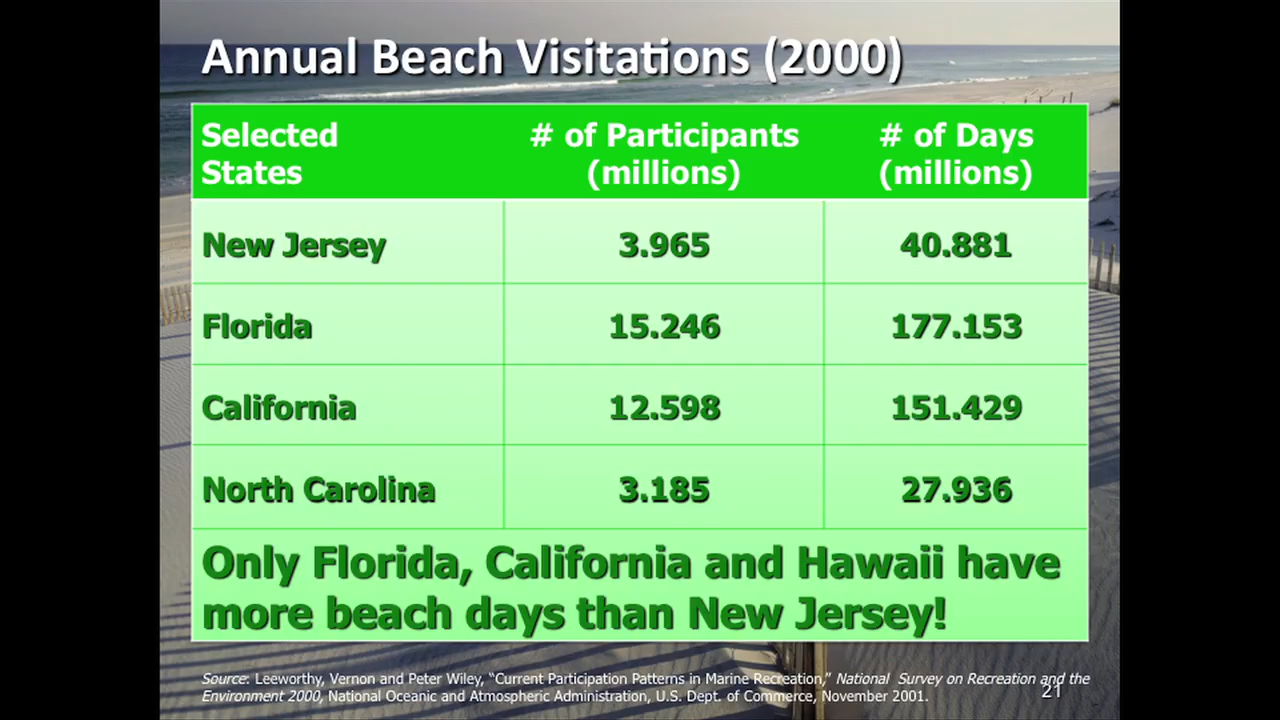 Annual Beach Visitations (2000)
Selected States
# of Participants (millions)
# of Days (millions)
New Jersey 3.965 40.881
Florida 15.246 177.153
California 12.598 151.429
North Carolina 3.185 27.936
Only Florida, California and Hawaii have
more beach days than New Jersey!
Source: Leeworthy, Vernon and Peter Wiley, “Current Participation Patterns in Marine Recreation,” National Survey on Recreation and the
Environment 2000, National Oceanic and Atmospheric Administration, U.S. Dept. of Commerce, November 2001.
21